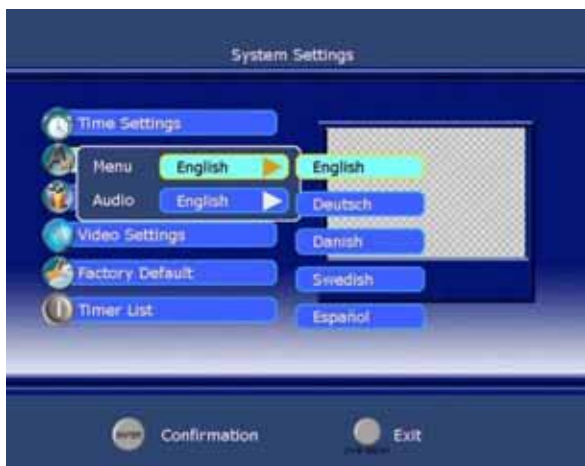 System Settings
Time Settings
Menu English English
Audio English Deutsch
Video Settings Danish
Factory Default Swedish
Timer List Español
Confirmation Exit